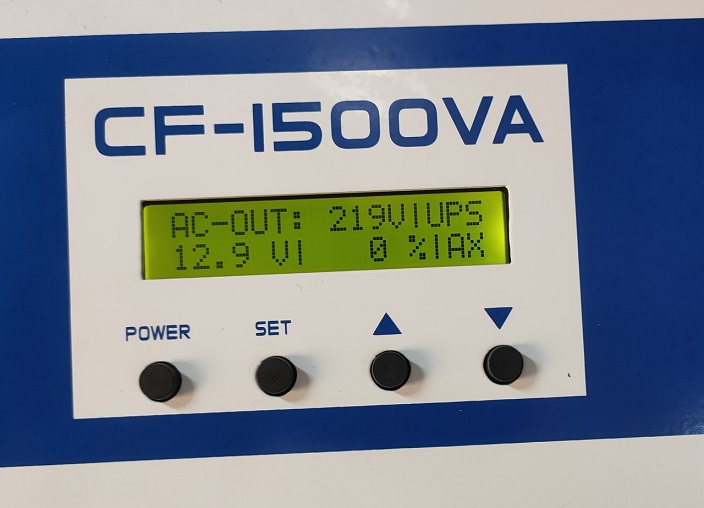 CF-1500VA
AC-OUT: 219V|UPS
12.9 V| 0 %|AX
POWER SET ▲ ▼